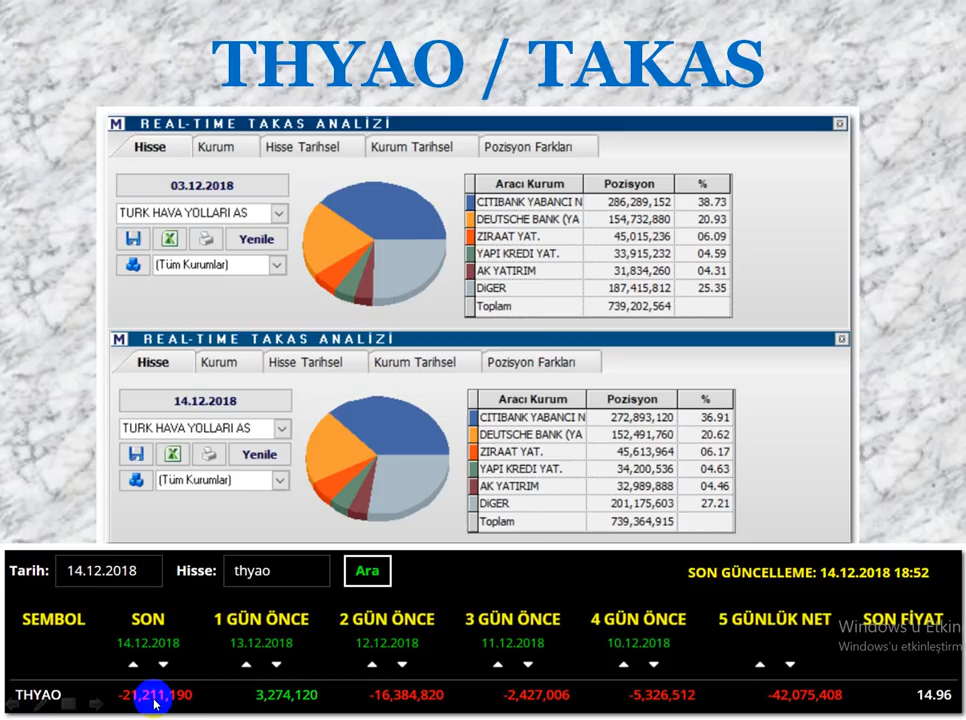 THYAO / TAKAS
M REAL-TIME TAKAS ANALİZİ
Hisse Kurum Hisse Tarihsel Kurum Tarihsel Pozisyon Farkları
03.12.2018
TURK HAVA YOLLARI AS
Yenile
(Tüm Kurumlar)
Aracı Kurum Pozisyon %
CITIBANK YABANCI N 286,289,152 38.73
DEUTSCHE BANK (YA 154,732,880 20.93
ZIRAAT YAT. 45,015,236 06.09
YAPI KREDI YAT. 33,915,232 04.59
AK YATIRIM 31,834,260 04.31
DiGER 187,415,812 25.35
Toplam 739,202,564
M REAL-TIME TAKAS ANALİZİ
Hisse Kurum Hisse Tarihsel Kurum Tarihsel Pozisyon Farkları
14.12.2018
TURK HAVA YOLLARI AS
Yenile
(Tüm Kurumlar)
Aracı Kurum Pozisyon %
CITIBANK YABANCI N 272,893,120 36.91
DEUTSCHE BANK (YA 152,491,760 20.62
ZIRAAT YAT. 45,613,964 06.17
YAPI KREDI YAT. 34,200,536 04.63
AK YATIRIM 32,989,888 04.46
DiGER 201,175,603 27.21
Toplam 739,364,915
Tarih: 14.12.2018 Hisse: thyao Ara
SON GÜNCELLEME: 14.12.2018 18:52
SEMBOL SON 1 GÜN ÖNCE 2 GÜN ÖNCE 3 GÜN ÖNCE 4 GÜN ÖNCE 5 GÜNLÜK NET SON FİYAT
14.12.2018 13.12.2018 12.12.2018 11.12.2018 10.12.2018
Windows'u Etkin
Windows'u etkinleştirm
THYAO -21,211,190 3,274,120 -16,384,820 -2,427,006 -5,326,512 -42,075,408 14.96